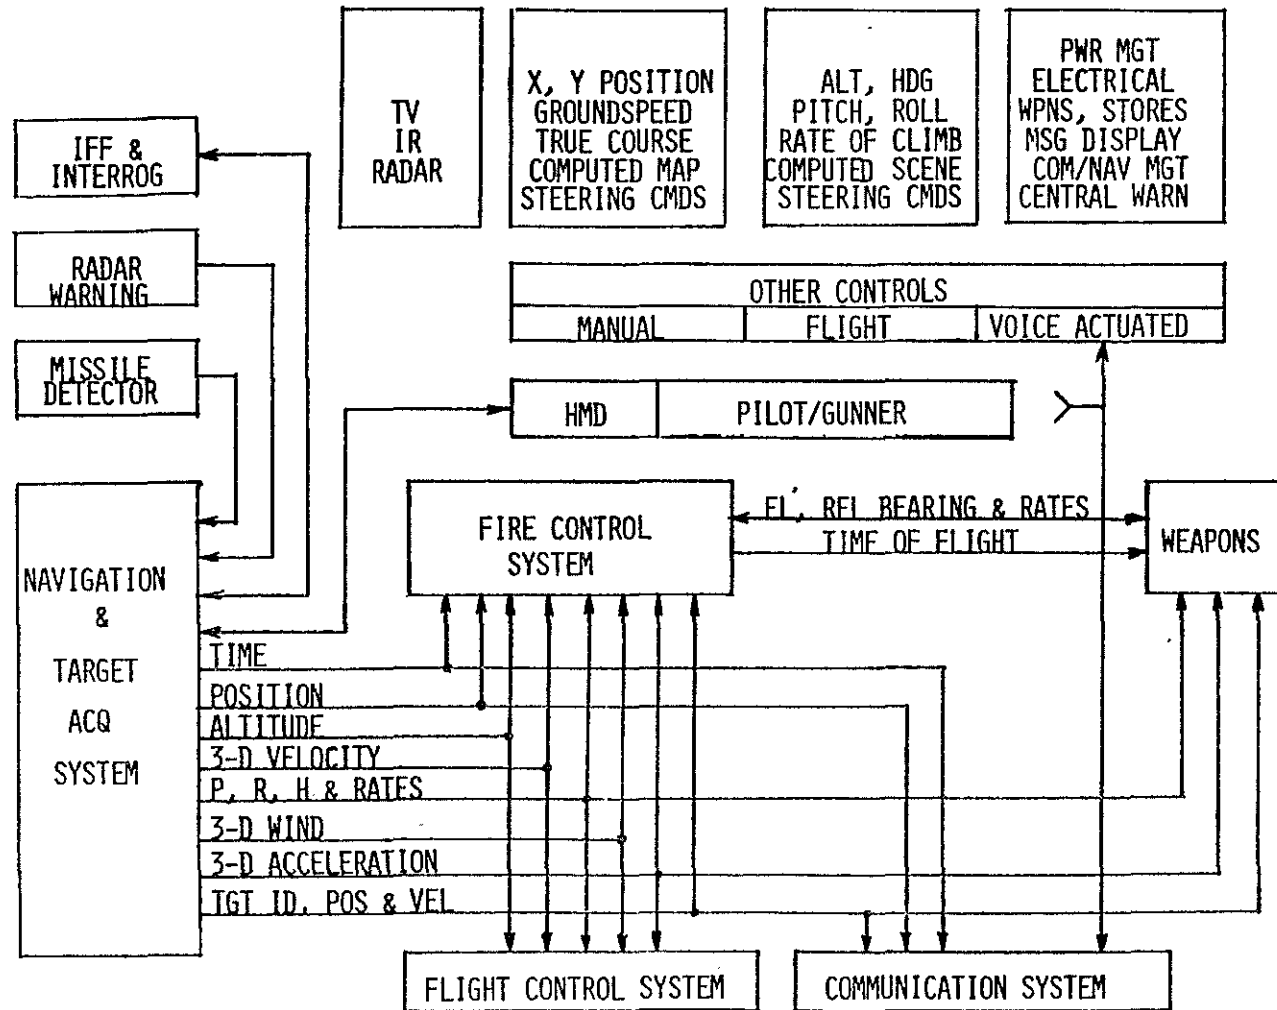 TV
IR
RADAR
X, Y POSITION
GROUNDSPEED
TRUE COURSE
COMPUTED MAP
STEERING CMDS
ALT, HDG
PITCH, ROLL
RATE OF CLIMB
COMPUTED SCENE
STEERING CMDS
PWR MGT
ELECTRICAL
WPNS, STORES
MSG DISPLAY
COM/NAV MGT
CENTRAL WARN
IFF &
INTERROG
RADAR
WARNING
MISSILE
DETECTOR
OTHER CONTROLS
MANUAL
FLIGHT
VOICE ACTUATED
HMD
PILOT/GUNNER
FIRE CONTROL
SYSTEM
EL, REL BEARING & RATES
TIME OF FLIGHT
WEAPONS
NAVIGATION
&
TARGET
ACQ
SYSTEM
TIME
POSITION
ALTITUDE
3-D VELOCITY
P, R, H & RATES
3-D WIND
3-D ACCELERATION
TGT ID, POS & VEL
FLIGHT CONTROL SYSTEM
COMMUNICATION SYSTEM